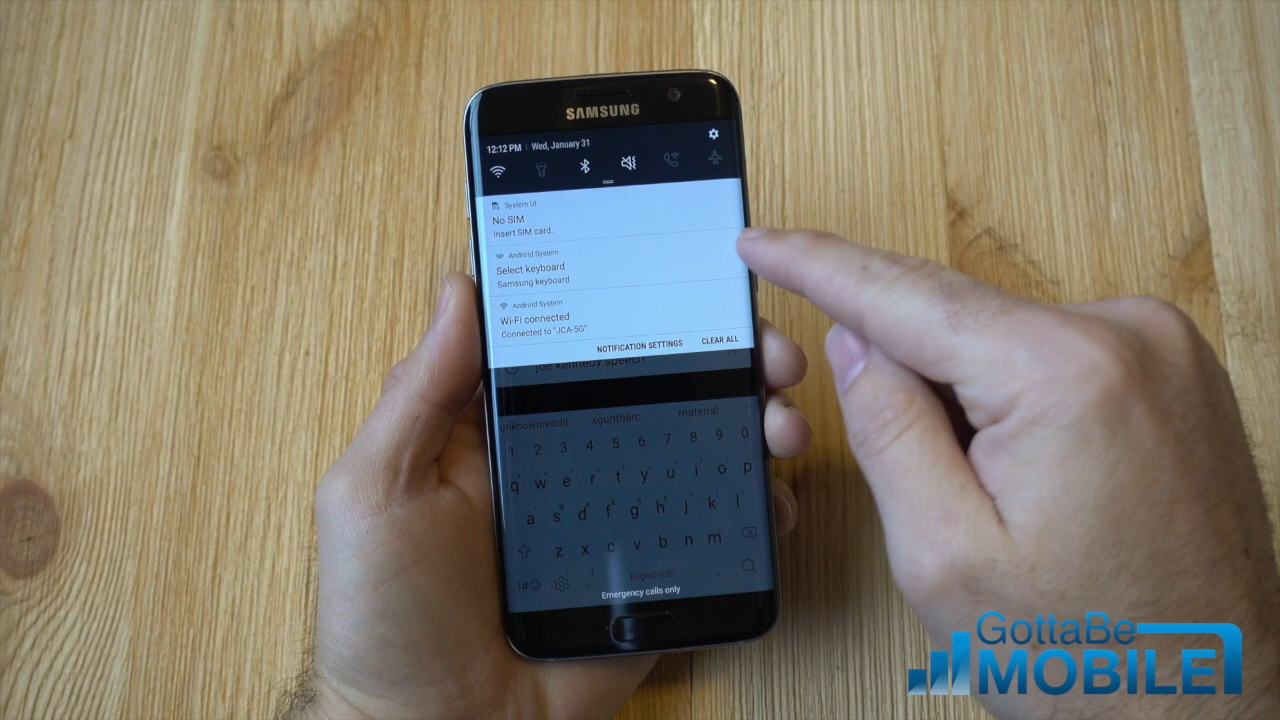 SAMSUNG
12:12 PM | Wed, January 31
System UI
No SIM
Insert SIM card.
Android System
Select keyboard
Samsung keyboard
Android System
Wi-Fi connected
Connected to "JCA-5G".
NOTIFICATION SETTINGS CLEAR ALL
joe kennedy speech
unknownreddit xguntherc material
1 2 3 4 5 6 7 8 9 0
q w e r t y u i o p
a s d f g h j k l
z x c v b n m
!#☺ English(US)
Emergency calls only
GottaBe
MOBILE